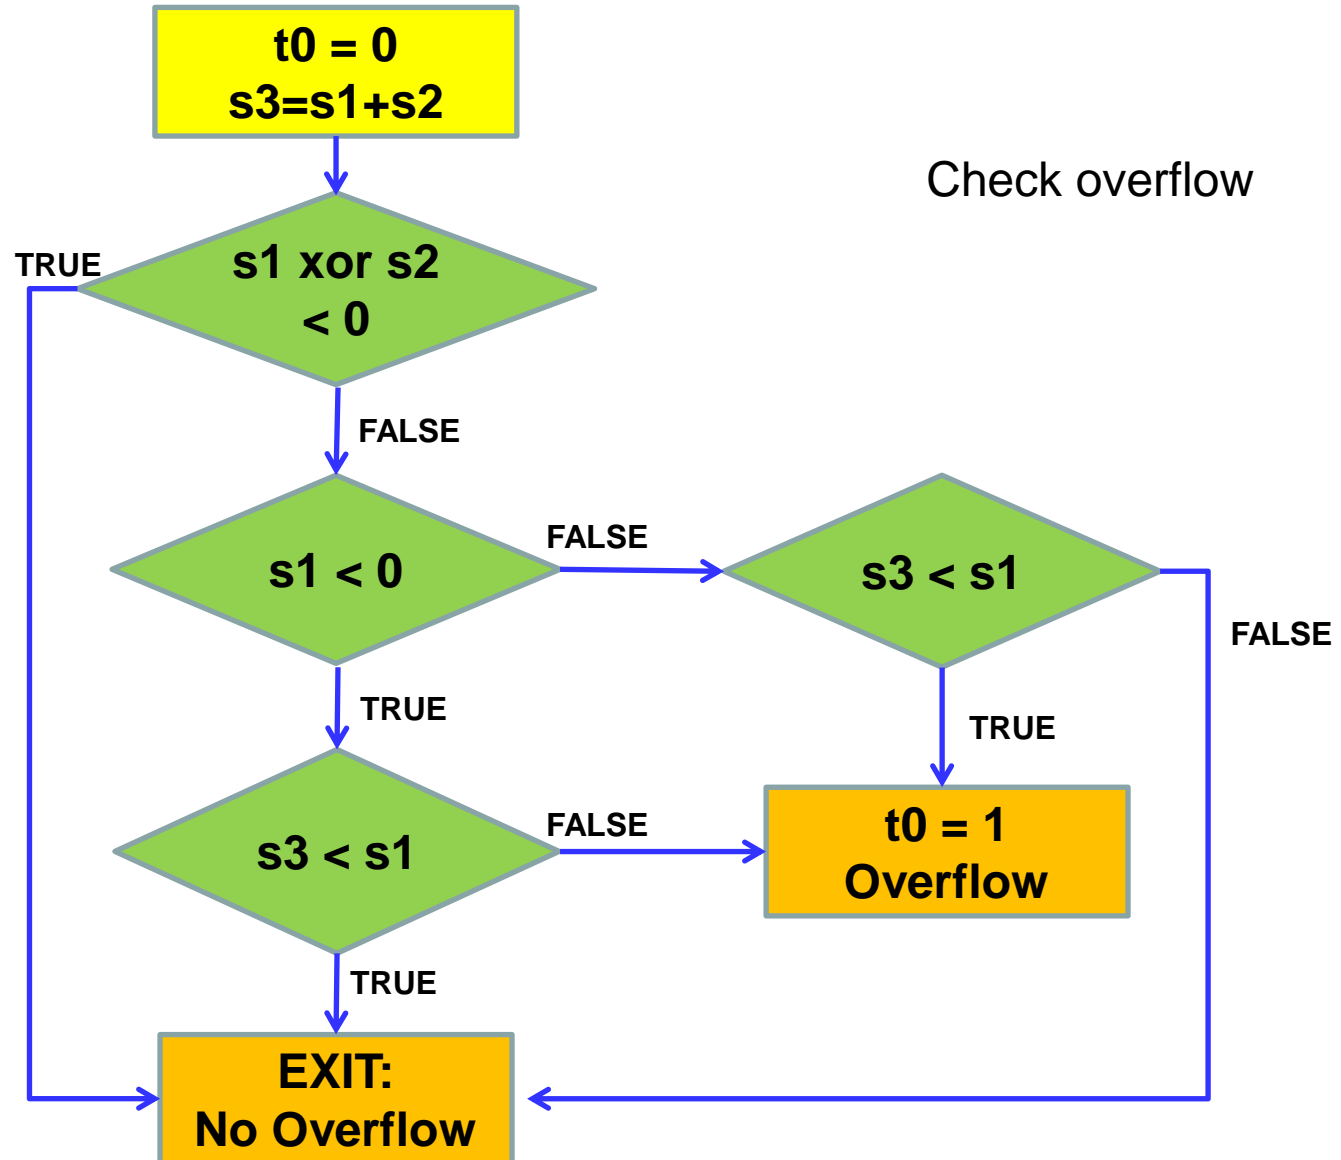 t0 = 0
s3=s1+s2
Check overflow
TRUE
s1 xor s2
< 0
FALSE
s1 < 0
FALSE
s3 < s1
FALSE
TRUE
TRUE
s3 < s1
FALSE
t0 = 1
Overflow
TRUE
EXIT:
No Overflow